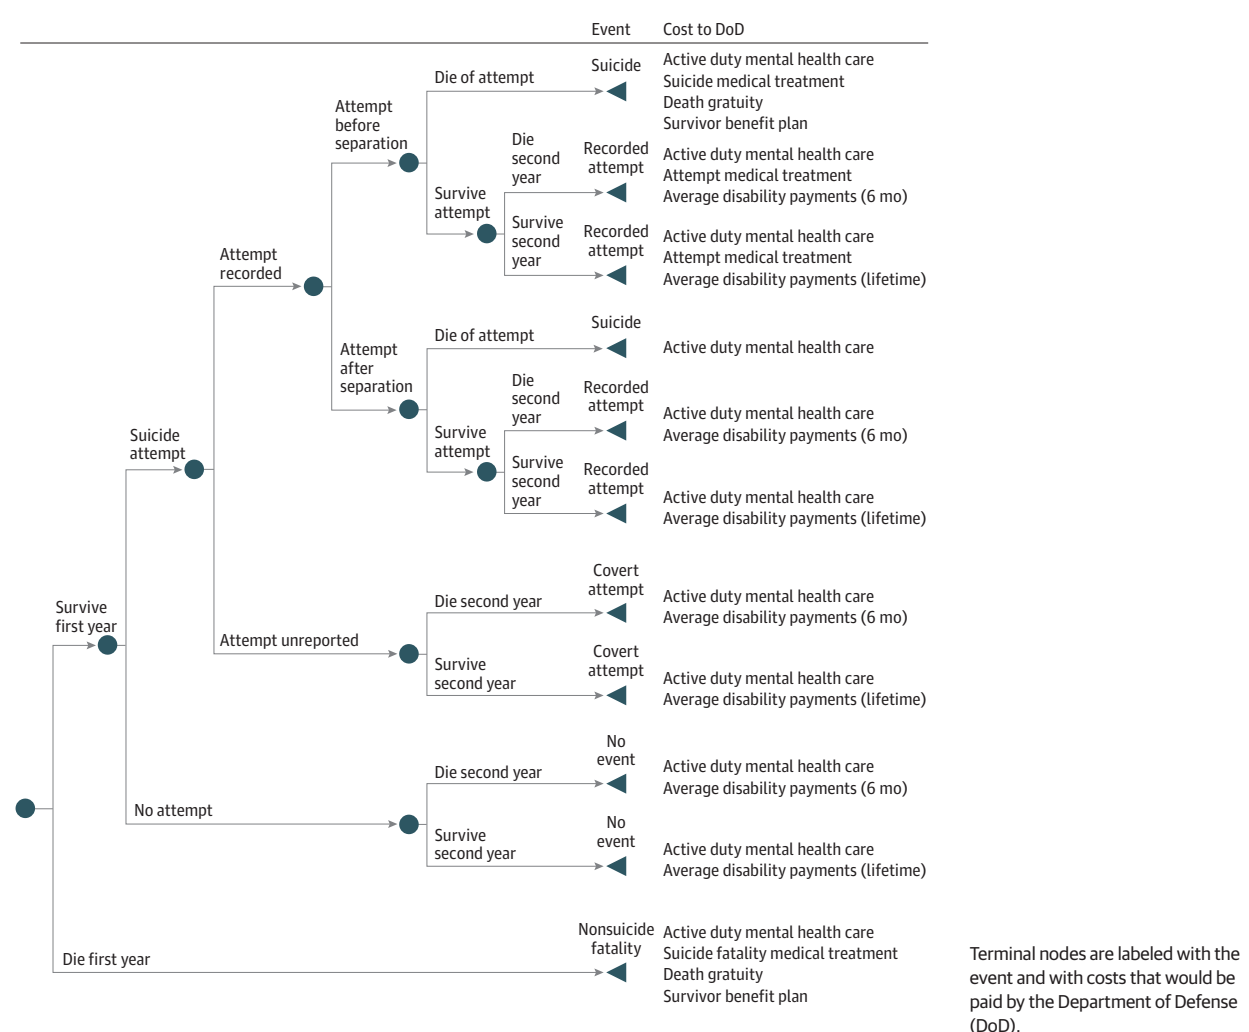 Event Cost to DoD
Die of attempt
Suicide
Active duty mental health care
Suicide medical treatment
Death gratuity
Survivor benefit plan
Attempt
before
separation
Survive
attempt
Die
second
year
Recorded
attempt
Active duty mental health care
Attempt medical treatment
Average disability payments (6 mo)
Survive
second
year
Recorded
attempt
Active duty mental health care
Attempt medical treatment
Average disability payments (lifetime)
Attempt
recorded
Attempt
after
separation
Die of attempt
Suicide
Active duty mental health care
Survive
attempt
Die
second
year
Recorded
attempt
Active duty mental health care
Average disability payments (6 mo)
Survive
second
year
Recorded
attempt
Active duty mental health care
Average disability payments (lifetime)
Suicide
attempt
Survive
first year
Attempt unreported
Die second year
Covert
attempt
Active duty mental health care
Average disability payments (6 mo)
Survive
second year
Covert
attempt
Active duty mental health care
Average disability payments (lifetime)
No attempt
Die second year
No
event
Active duty mental health care
Average disability payments (6 mo)
Survive
second year
No
event
Active duty mental health care
Average disability payments (lifetime)
Die first year
Nonsuicide
fatality
Active duty mental health care
Suicide fatality medical treatment
Death gratuity
Survivor benefit plan
Terminal nodes are labeled with the
event and with costs that would be
paid by the Department of Defense
(DoD).